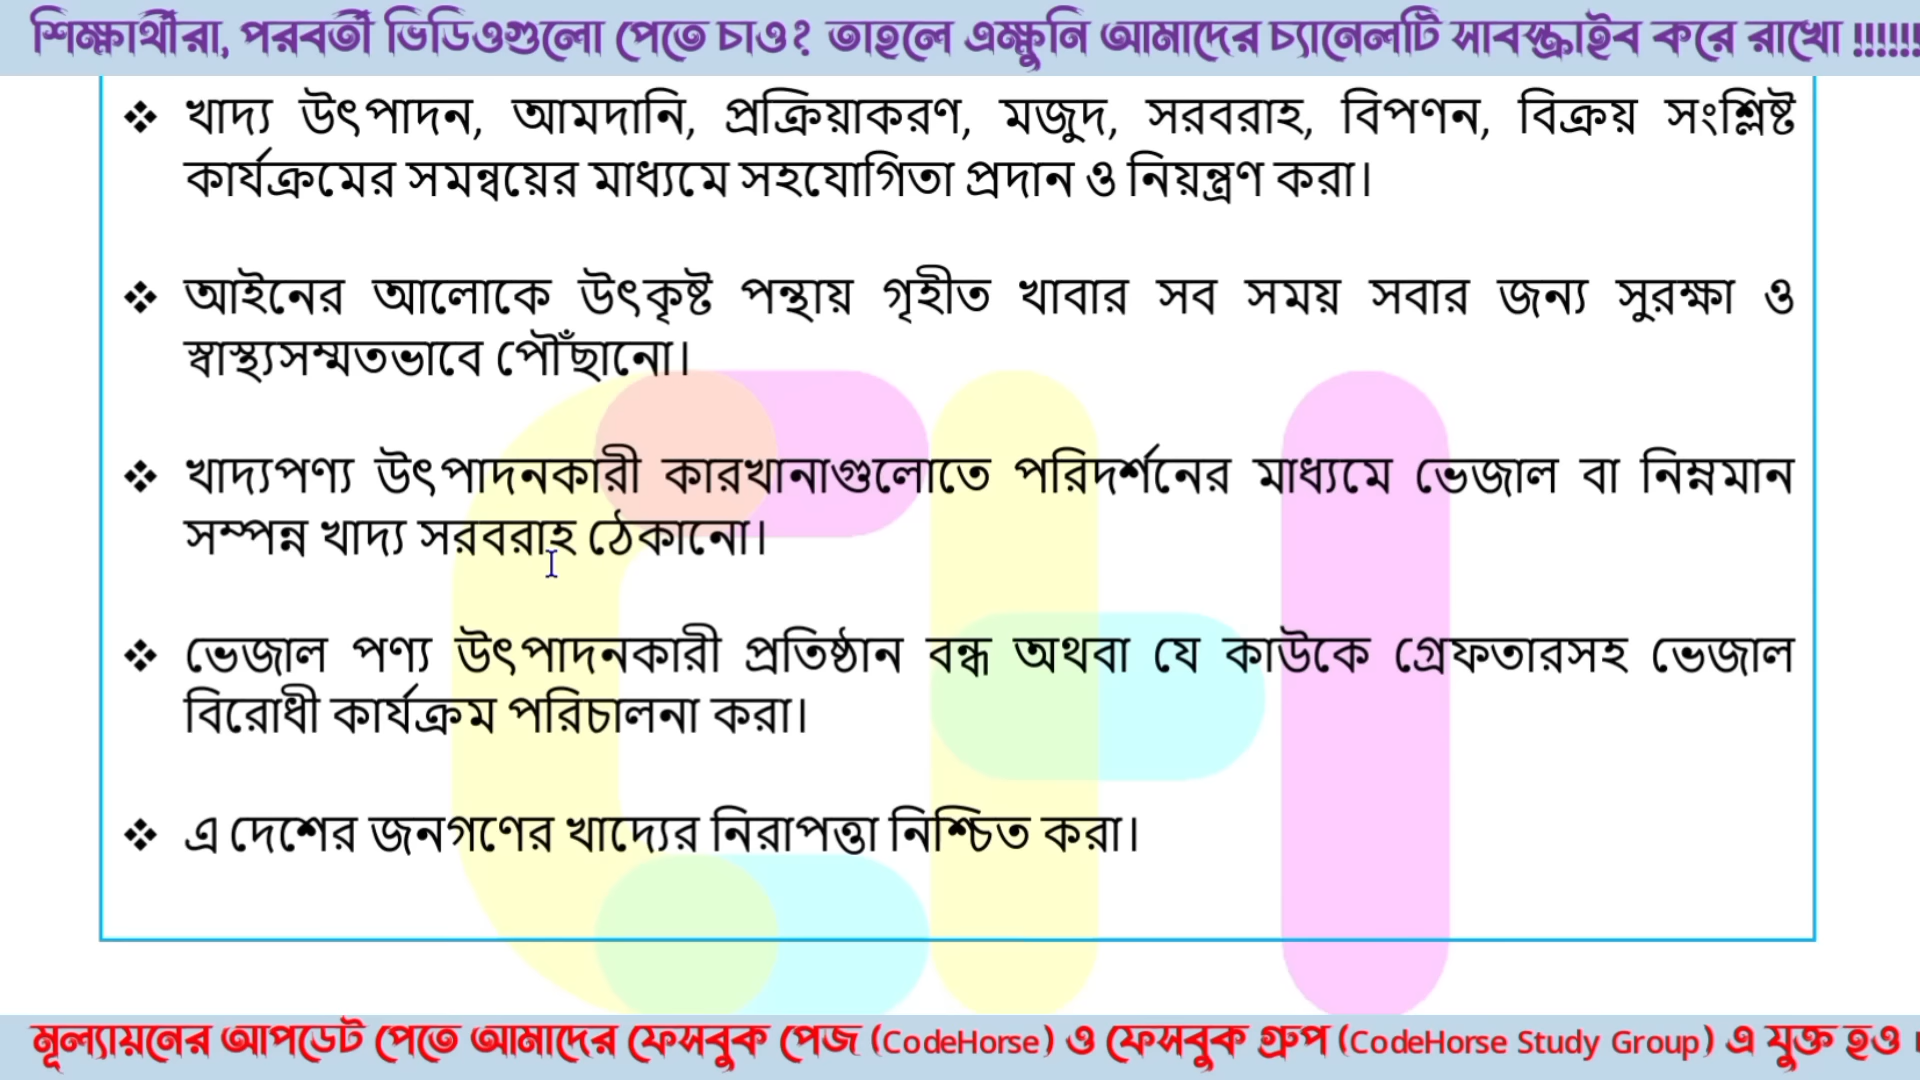 শিক্ষার্থীরা, পরবর্তী ভিডিওগুলো পেতে চাও? তাহলে এক্ষুনি আমাদের চ্যানেলটি সাবস্ক্রাইব করে রাখো !!!!!!
❖ খাদ্য উৎপাদন, আমদানি, প্রক্রিয়াকরণ, মজুদ, সরবরাহ, বিপণন, বিক্রয় সংশ্লিষ্ট
কার্যক্রমের সমন্বয়ের মাধ্যমে সহযোগিতা প্রদান ও নিয়ন্ত্রণ করা।
❖ আইনের আলোকে উৎকৃষ্ট পন্থায় গৃহীত খাবার সব সময় সবার জন্য সুরক্ষা ও
স্বাস্থ্যসম্মতভাবে পৌঁছানো।
❖ খাদ্যপণ্য উৎপাদনকারী কারখানাগুলোতে পরিদর্শনের মাধ্যমে ভেজাল বা নিম্নমান
সম্পন্ন খাদ্য সরবরাহ ঠেকানো।
❖ ভেজাল পণ্য উৎপাদনকারী প্রতিষ্ঠান বন্ধ অথবা যে কাউকে গ্রেফতারসহ ভেজাল
বিরোধী কার্যক্রম পরিচালনা করা।
❖ এ দেশের জনগণের খাদ্যের নিরাপত্তা নিশ্চিত করা।
মূল্যায়নের আপডেট পেতে আমাদের ফেসবুক পেজ (CodeHorse) ও ফেসবুক গ্রুপ (CodeHorse Study Group) এ যুক্ত হও